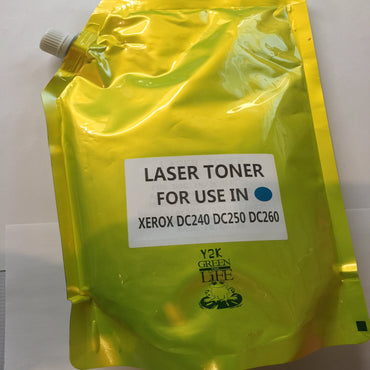 LASER TONER
FOR USE IN
XEROX DC240 DC250 DC260
Y2K
GREEN
LiFE